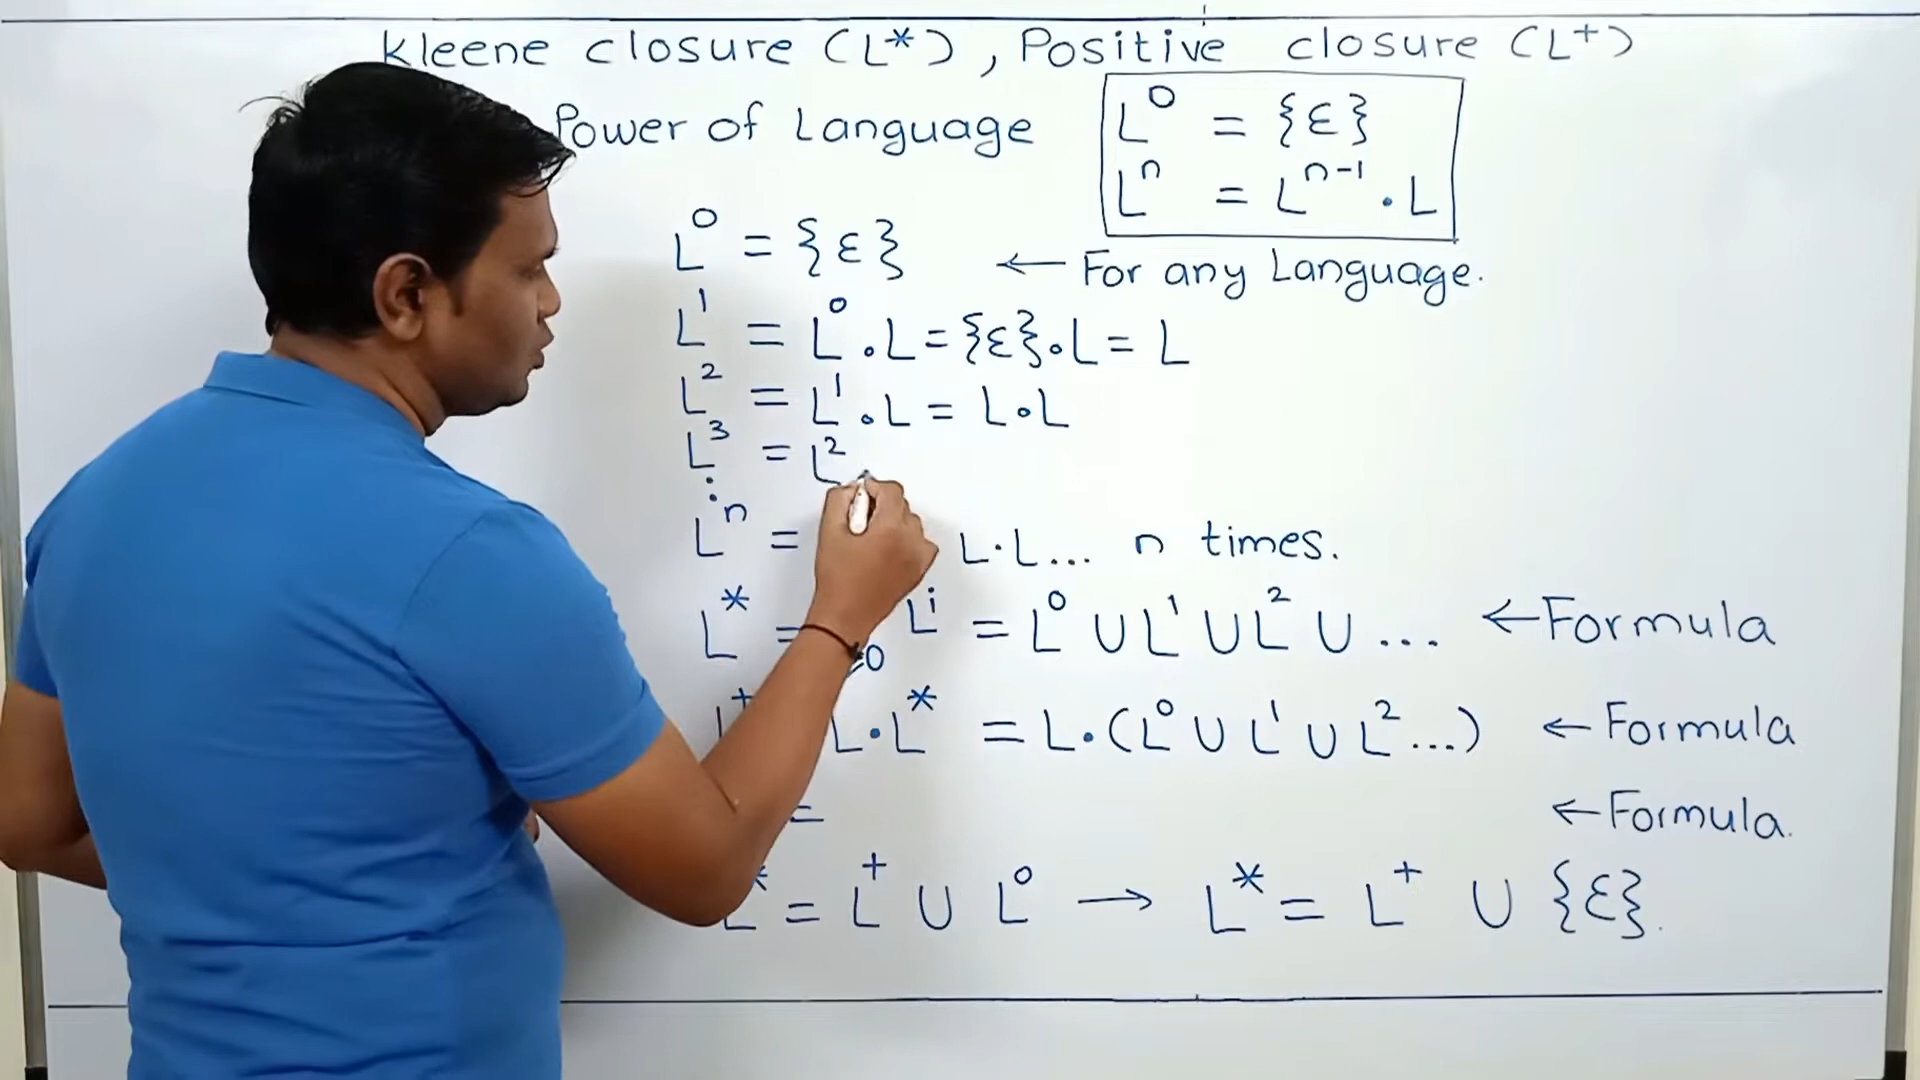 Kleene closure (L*) , Positive closure (L⁺)
Power of Language
L⁰ = {ε}
Lⁿ = Lⁿ⁻¹ . L
L⁰ = {ε} ← For any Language.
L¹ = L⁰ . L = {ε} . L = L
L² = L¹ . L = L . L
L³ = L²
⋮
Lⁿ = L . L ... n times.
L* = Lⁱ = L⁰ ∪ L¹ ∪ L² ∪ ... ← Formula
L⁺ L . L* = L . (L⁰ ∪ L¹ ∪ L² ...) ← Formula
= ← Formula.
L* = L⁺ ∪ L⁰ → L* = L⁺ ∪ {ε}.